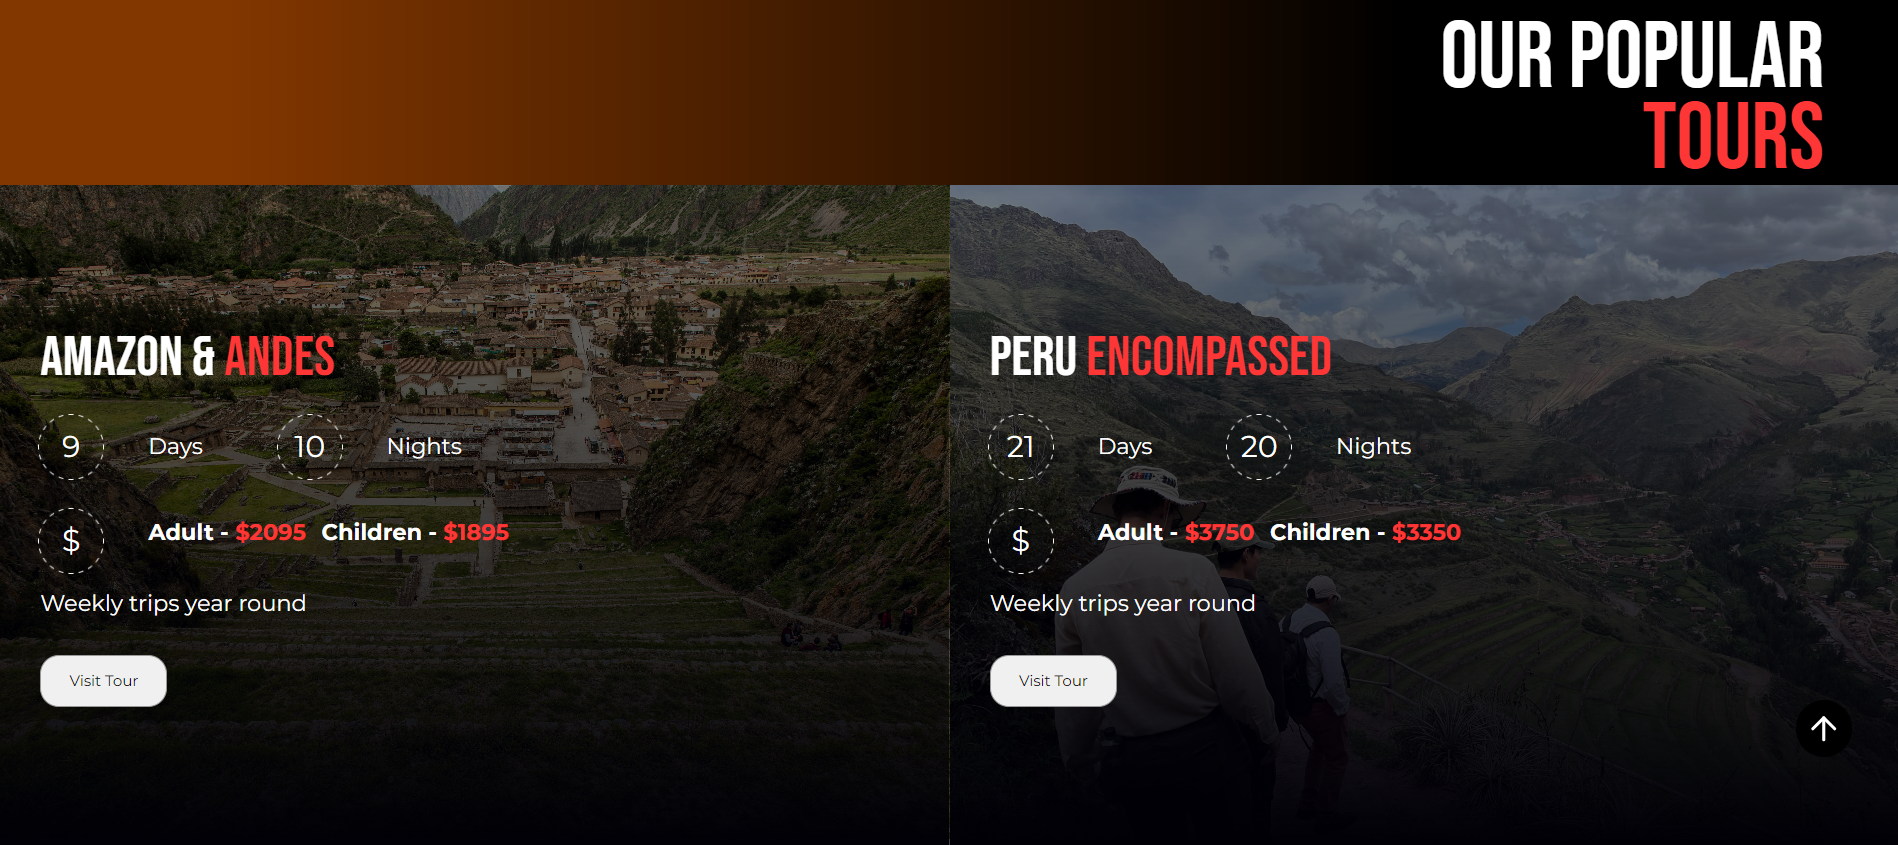 OUR POPULAR
TOURS
AMAZON & ANDES
9 Days 10 Nights
$ Adult - $2095 Children - $1895
Weekly trips year round
Visit Tour
PERU ENCOMPASSED
21 Days 20 Nights
$ Adult - $3750 Children - $3350
Weekly trips year round
Visit Tour